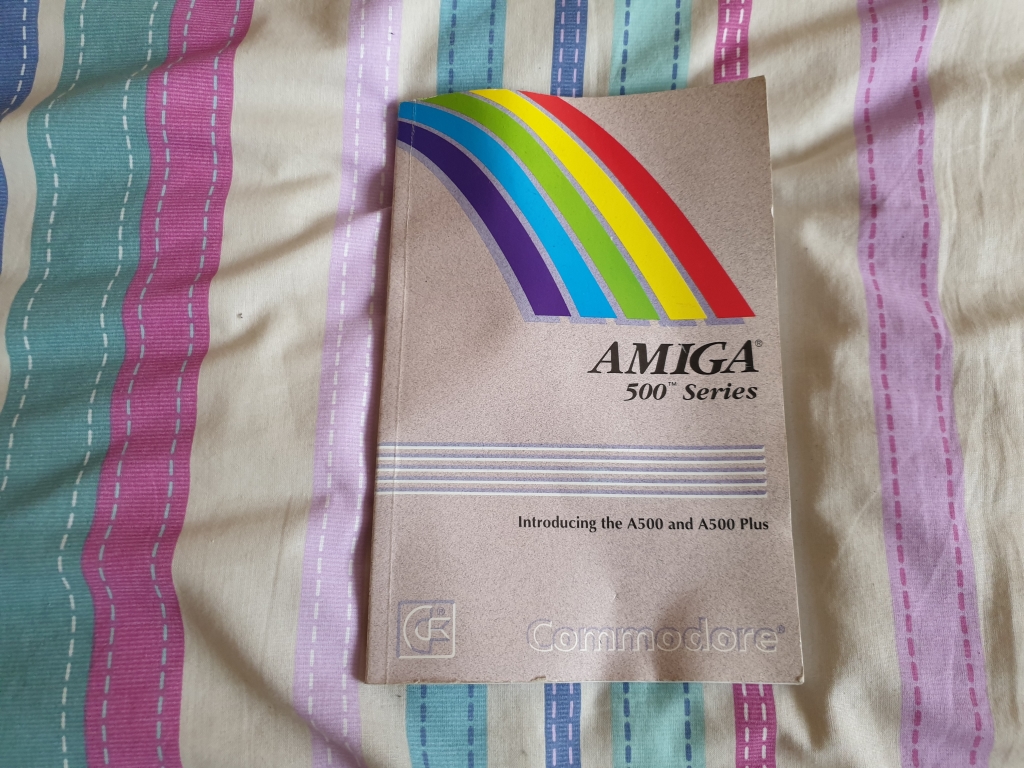 AMIGA®
500™ Series
Introducing the A500 and A500 Plus
Commodore®